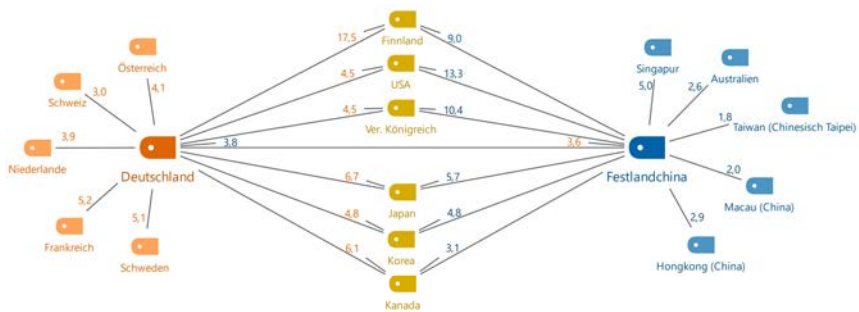 17,5
Finnland
9,0
Österreich
4,1
4,5
USA
13,3
Singapur
5,0
Australien
2,6
Schweiz
3,0
4,5
Ver. Königreich
10,4
1,8
Taiwan (Chinesisch Taipei)
3,9
Niederlande
3,8
3,6
Deutschland
Festlandchina
6,7
Japan
5,7
2,0
Macau (China)
5,2
Frankreich
5,1
Schweden
4,8
Korea
4,8
2,9
Hongkong (China)
6,1
Kanada
3,1